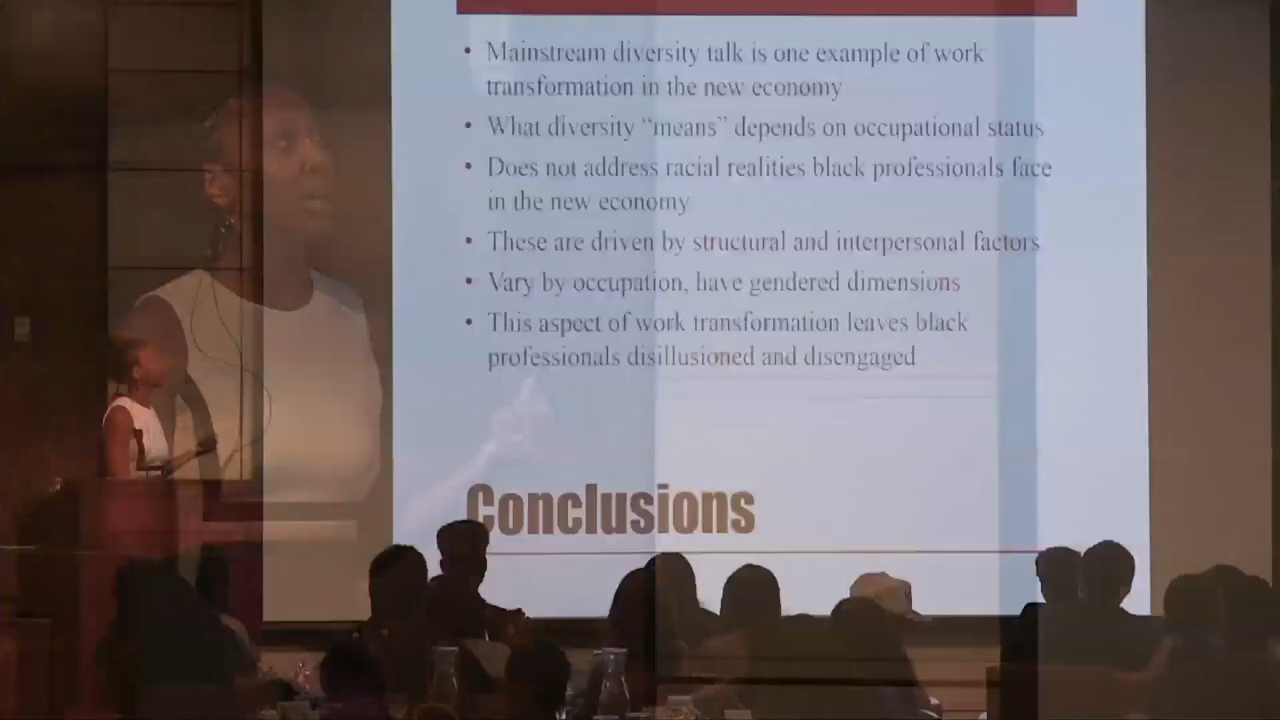 • Mainstream diversity talk is one example of work
transformation in the new economy
• What diversity “means” depends on occupational status
• Does not address racial realities black professionals face
in the new economy
• These are driven by structural and interpersonal factors
• Vary by occupation, have gendered dimensions
• This aspect of work transformation leaves black
professionals disillusioned and disengaged
Conclusions